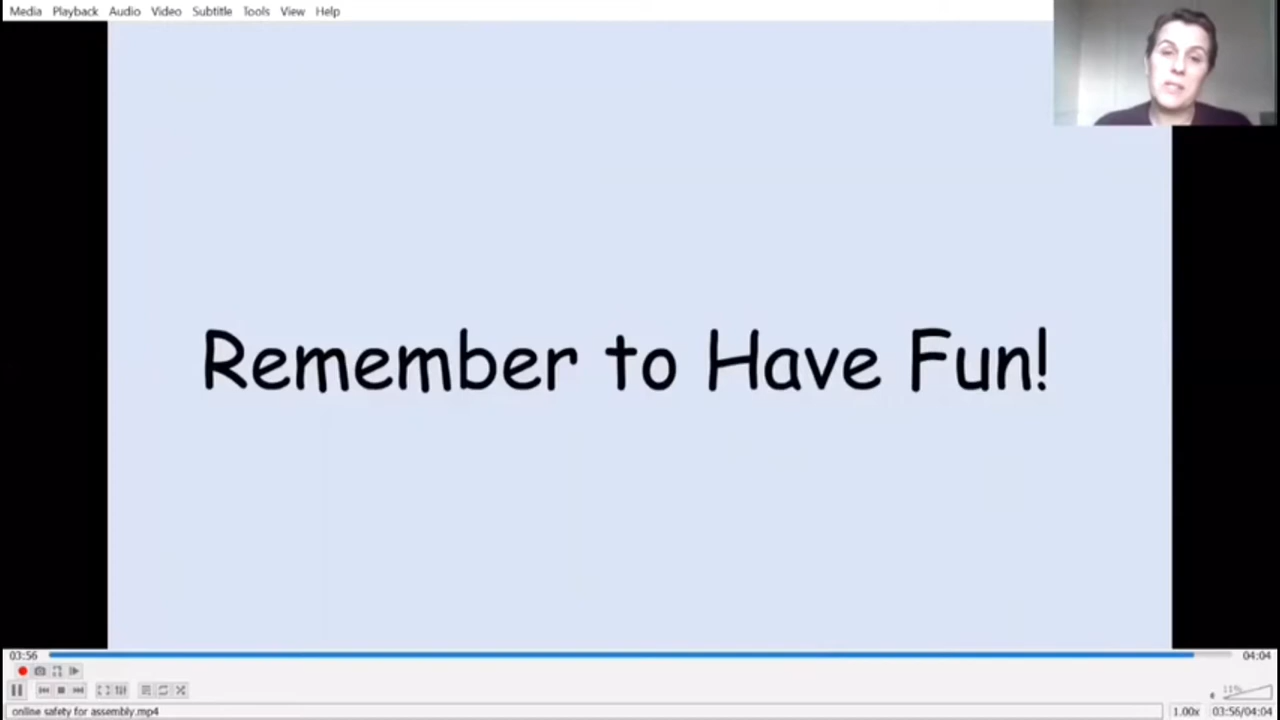 Media Playback Audio Video Subtitle Tools View Help
Remember to Have Fun!
03:56 04:04
11%
online safety for assembly.mp4 1.00x 03:56/04:04